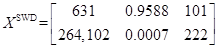 X^SWD = [ 631 0.9588 101
264,102 0.0007 222 ]